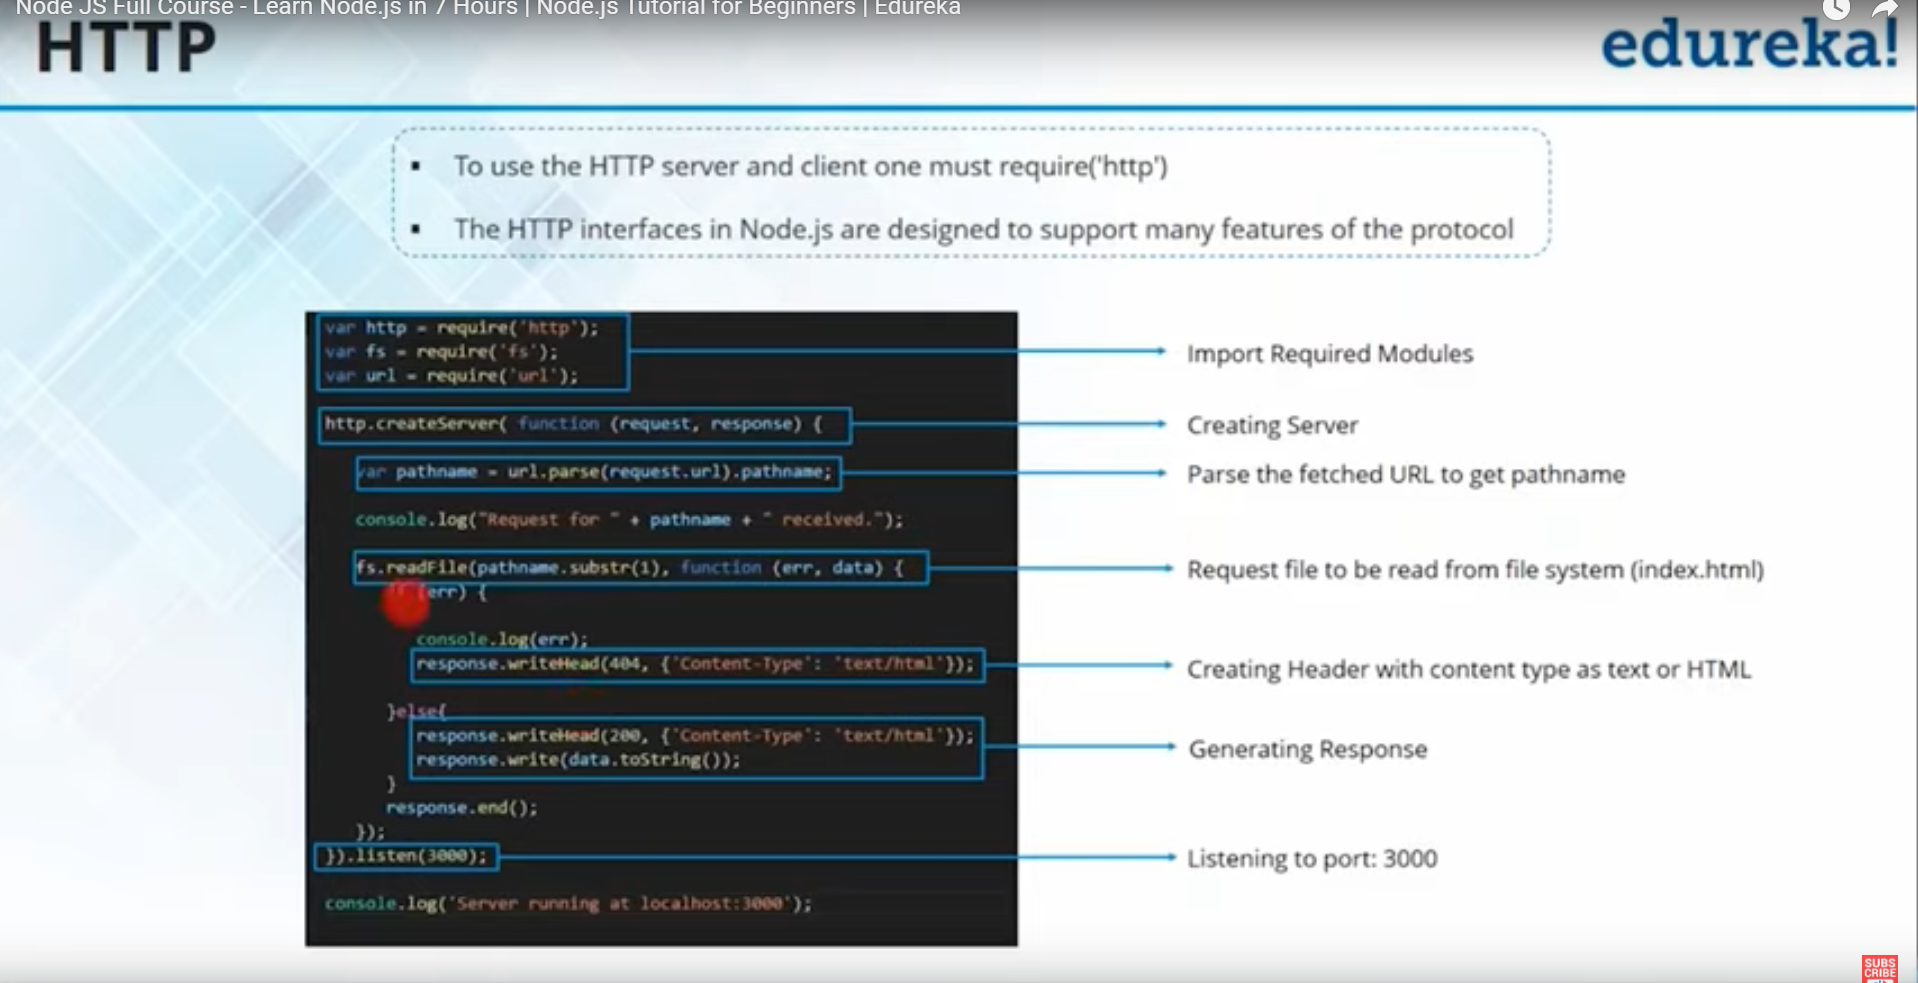 Node JS Full Course - Learn Node.js in 7 Hours | Node.js Tutorial for Beginners | Edureka
HTTP
edureka!
▪ To use the HTTP server and client one must require('http')
▪ The HTTP interfaces in Node.js are designed to support many features of the protocol
var http = require('http');
var fs = require('fs');
var url = require('url');
Import Required Modules
http.createServer( function (request, response) {
Creating Server
var pathname = url.parse(request.url).pathname;
Parse the fetched URL to get pathname
console.log("Request for " + pathname + " received.");
fs.readFile(pathname.substr(1), function (err, data) {
Request file to be read from file system (index.html)
(err) {
console.log(err);
response.writeHead(404, {'Content-Type': 'text/html'});
Creating Header with content type as text or HTML
}else{
response.writeHead(200, {'Content-Type': 'text/html'});
response.write(data.toString());
Generating Response
}
response.end();
});
}).listen(3000);
Listening to port: 3000
console.log('Server running at localhost:3000');
SUBS
CRIBE